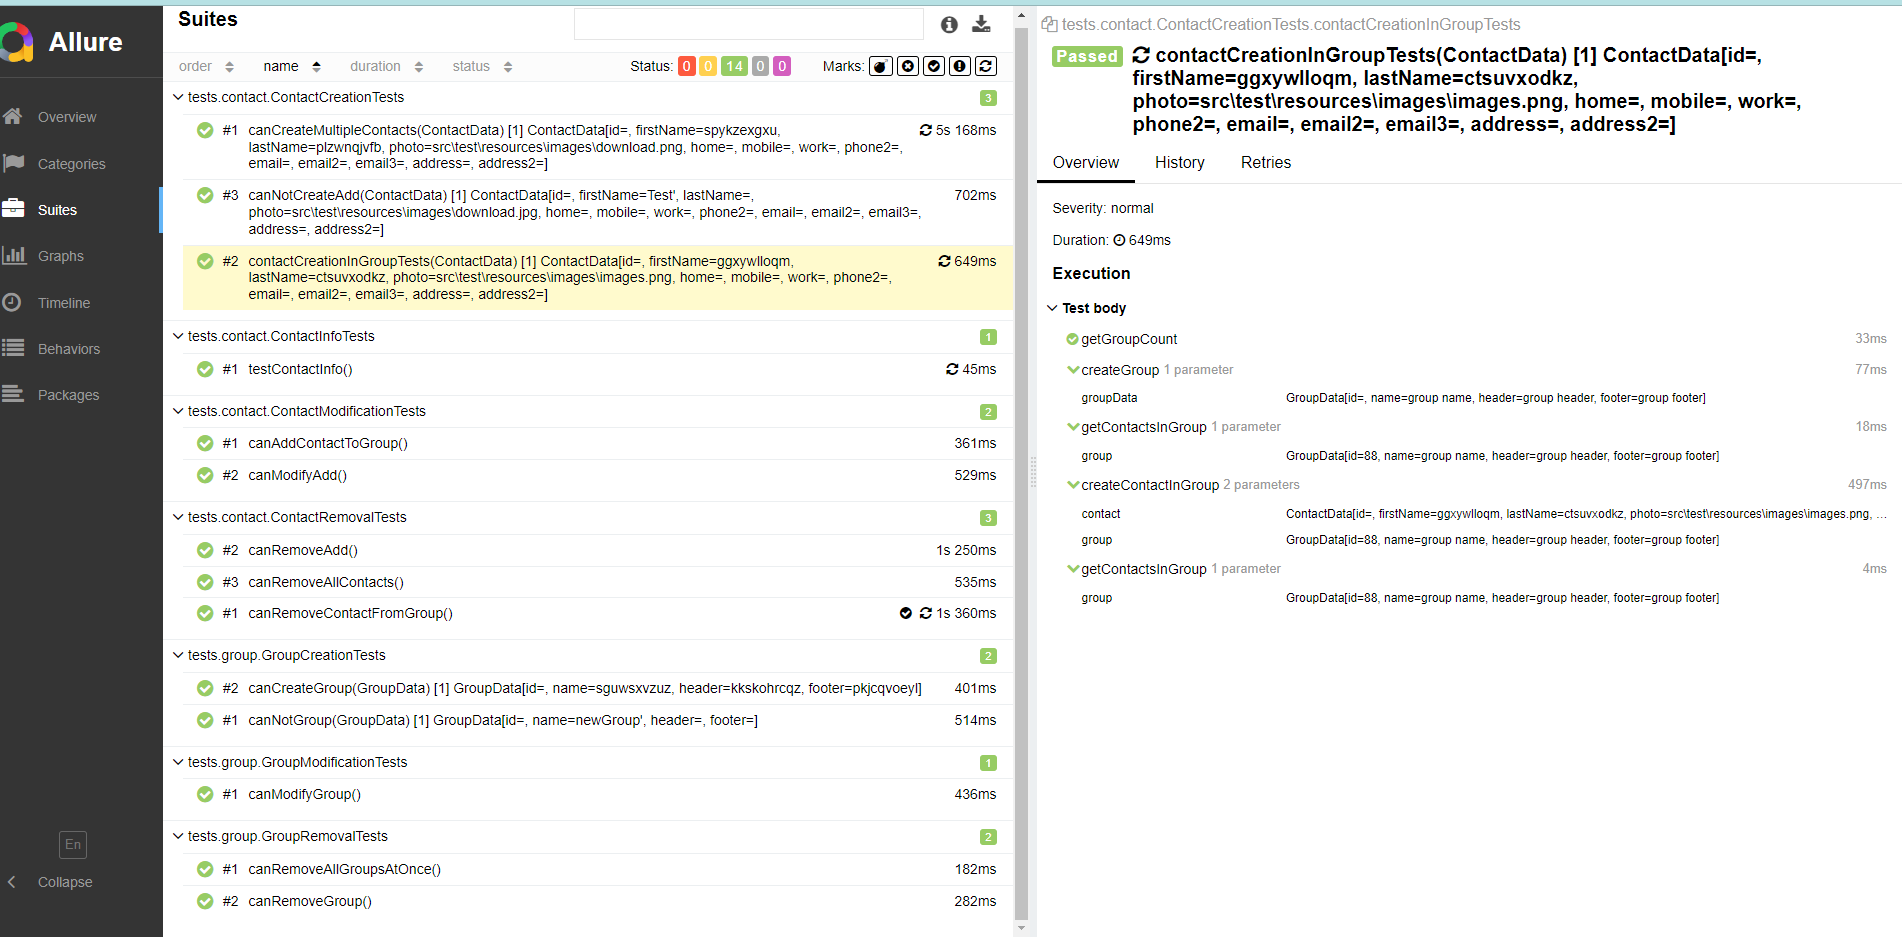 Allure
Overview
Categories
Suites
Graphs
Timeline
Behaviors
Packages
En
Collapse
Suites
order name duration status Status: 0 0 14 0 0 Marks:
tests.contact.ContactCreationTests 3
#1 canCreateMultipleContacts(ContactData) [1] ContactData[id=, firstName=spykzexgxu, 5s 168ms
lastName=plzwnqjvfb, photo=src\test\resources\images\download.png, home=, mobile=, work=, phone2=,
email=, email2=, email3=, address=, address2=]
#3 canNotCreateAdd(ContactData) [1] ContactData[id=, firstName=Test', lastName=, 702ms
photo=src\test\resources\images\download.jpg, home=, mobile=, work=, phone2=, email=, email2=, email3=,
address=, address2=]
#2 contactCreationInGroupTests(ContactData) [1] ContactData[id=, firstName=ggxywlloqm, 649ms
lastName=ctsuvxodkz, photo=src\test\resources\images\images.png, home=, mobile=, work=, phone2=,
email=, email2=, email3=, address=, address2=]
tests.contact.ContactInfoTests 1
#1 testContactInfo() 45ms
tests.contact.ContactModificationTests 2
#1 canAddContactToGroup() 361ms
#2 canModifyAdd() 529ms
tests.contact.ContactRemovalTests 3
#2 canRemoveAdd() 1s 250ms
#3 canRemoveAllContacts() 535ms
#1 canRemoveContactFromGroup() 1s 360ms
tests.group.GroupCreationTests 2
#2 canCreateGroup(GroupData) [1] GroupData[id=, name=sguwsxvzuz, header=kkskohrcqz, footer=pkjcqvoeyl] 401ms
#1 canNotGroup(GroupData) [1] GroupData[id=, name=newGroup', header=, footer=] 514ms
tests.group.GroupModificationTests 1
#1 canModifyGroup() 436ms
tests.group.GroupRemovalTests 2
#1 canRemoveAllGroupsAtOnce() 182ms
#2 canRemoveGroup() 282ms
tests.contact.ContactCreationTests.contactCreationInGroupTests
Passed contactCreationInGroupTests(ContactData) [1] ContactData[id=,
firstName=ggxywlloqm, lastName=ctsuvxodkz,
photo=src\test\resources\images\images.png, home=, mobile=, work=,
phone2=, email=, email2=, email3=, address=, address2=]
Overview History Retries
Severity: normal
Duration: 649ms
Execution
Test body
getGroupCount 33ms
createGroup 1 parameter 77ms
groupData GroupData[id=, name=group name, header=group header, footer=group footer]
getContactsInGroup 1 parameter 18ms
group GroupData[id=88, name=group name, header=group header, footer=group footer]
createContactInGroup 2 parameters 497ms
contact ContactData[id=, firstName=ggxywlloqm, lastName=ctsuvxodkz, photo=src\test\resources\images\images.png, ...
group GroupData[id=88, name=group name, header=group header, footer=group footer]
getContactsInGroup 1 parameter 4ms
group GroupData[id=88, name=group name, header=group header, footer=group footer]